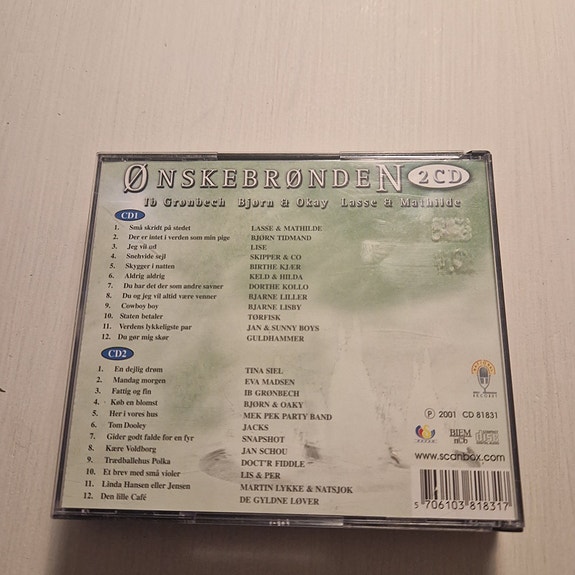 ØNSKEBRØNDEN 2CD
Ib Grønbech Bjørn & Okay Lasse & Mathilde
CD1
1. Små skridt på stedet LASSE & MATHILDE
2. Der er intet i verden som min pige BJØRN TIDMAND
3. Jeg vil ud LISE
4. Snehvide sejl SKIPPER & CO
5. Skygger i natten BIRTHE KJÆR
6. Aldrig aldrig KELD & HILDA
7. Du har det der som andre savner DORTHE KOLLO
8. Du og jeg vil altid være venner BJARNE LILLER
9. Cowboy boy BJARNE LISBY
10. Staten betaler TØRFISK
11. Verdens lykkeligste par JAN & SUNNY BOYS
12. Du gør mig skør GULDHAMMER
CD2
1. En dejlig drøm TINA SIEL
2. Mandag morgen EVA MADSEN
3. Fattig og fin IB GRØNBECH
4. Køb en blomst BJØRN & OAKY
5. Her i vores hus MEK PEK PARTY BAND
6. Tom Dooley JACKS
7. Gider godt falde for en fyr SNAPSHOT
8. Kære Voldborg JAN SCHOU
9. Trædballehus Polka DOCT'R FIDDLE
10. Et brev med små violer LIS & PER
11. Linda Hansen eller Jensen MARTIN LYKKE & NATSJOK
12. Den lille Café DE GYLDNE LØVER
NATIONAL
RECORDS
Ⓟ 2001 CD 81831
BIEM
nCb
COMPACT
disc
DIGITAL AUDIO
www.scanbox.com
5 706103 818317